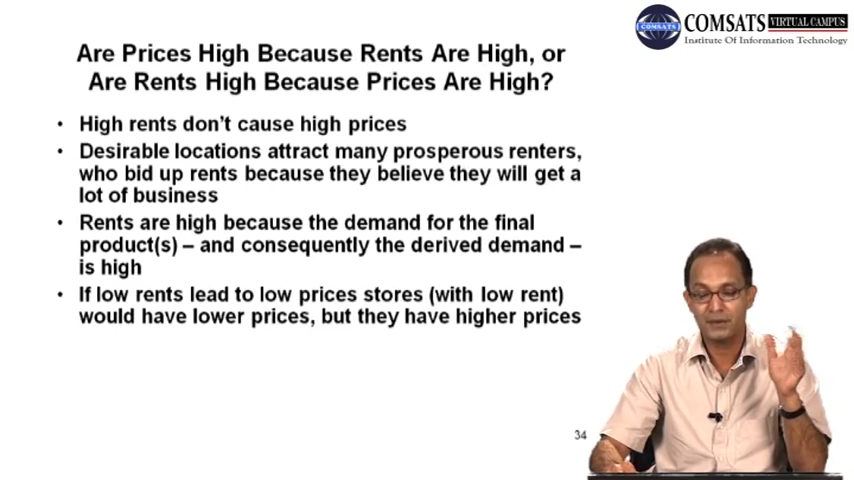 COMSATS VIRTUAL CAMPUS
Institute Of Information Technology
Are Prices High Because Rents Are High, or
Are Rents High Because Prices Are High?
• High rents don't cause high prices
• Desirable locations attract many prosperous renters,
who bid up rents because they believe they will get a
lot of business
• Rents are high because the demand for the final
product(s) – and consequently the derived demand –
is high
• If low rents lead to low prices stores (with low rent)
would have lower prices, but they have higher prices
34